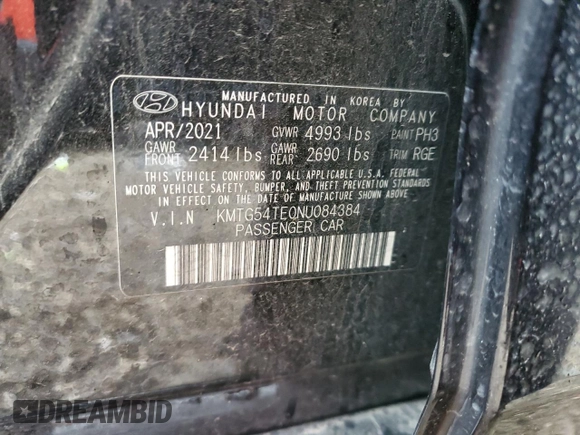 MANUFACTURED IN KOREA BY
HYUNDAI MOTOR COMPANY
APR/2021 GVWR 4993 lbs PAINT PH3
GAWR FRONT 2414 lbs GAWR REAR 2690 lbs TRIM RGE
THIS VEHICLE CONFORMS TO ALL APPLICABLE U.S.A FEDERAL
MOTOR VEHICLE SAFETY, BUMPER, AND THEFT PREVENTION
STANDARDS IN EFFECT ON THE DATE OF MANUFACTURE SHOWN ABOVE
V.I.N KMTG54TE0NU084384
PASSENGER CAR
DREAMBID